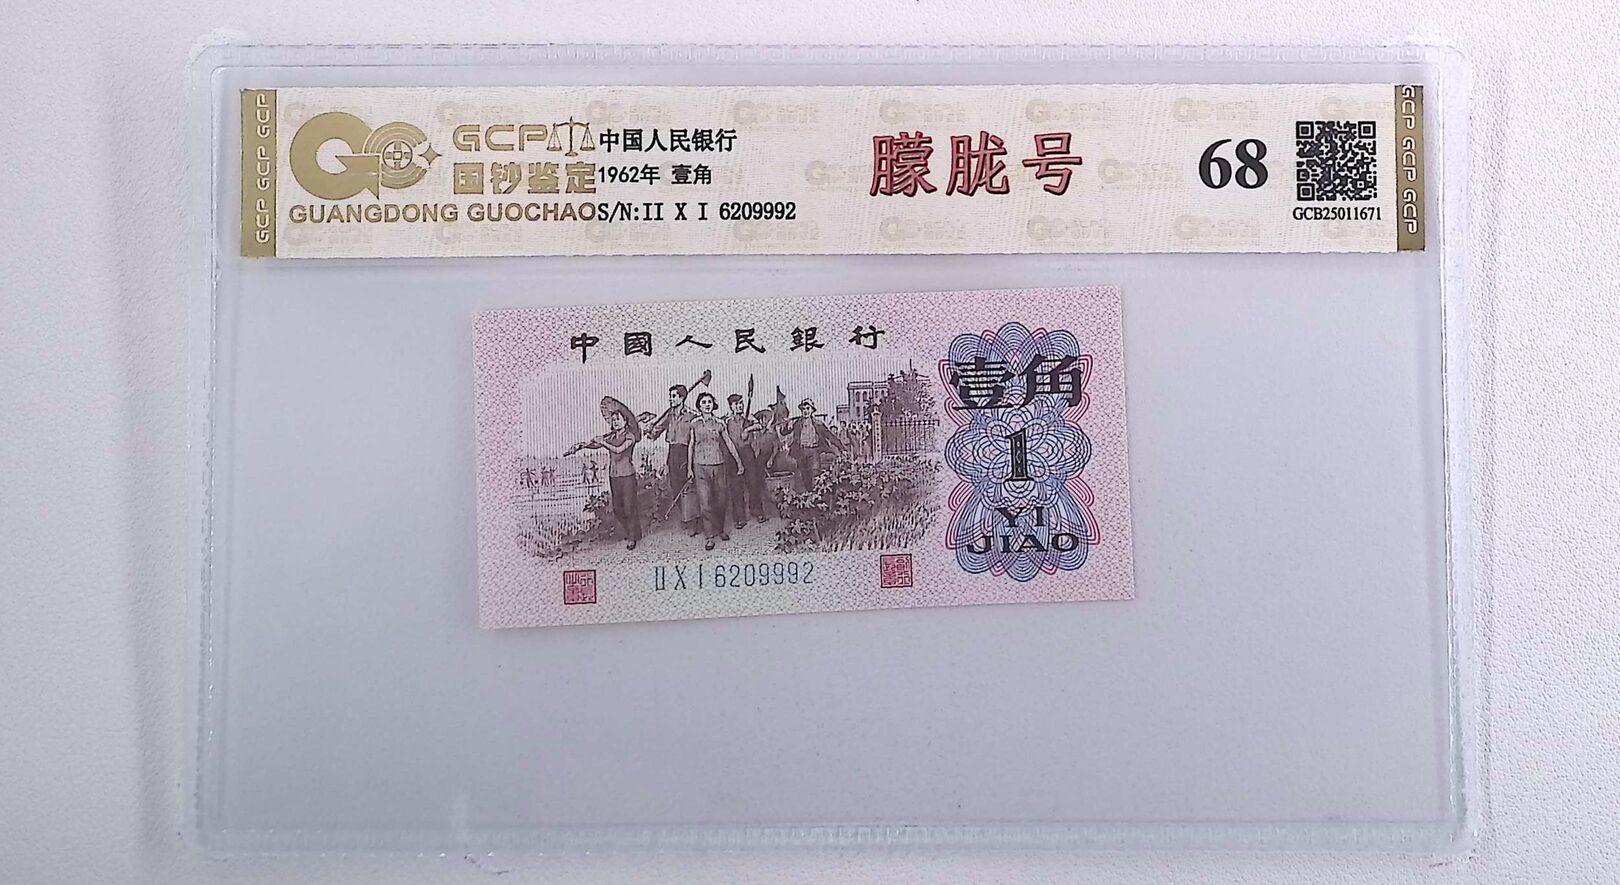 GCP
国钞鉴定
GUANGDONG GUOCHAO
中国人民银行
1962年 壹角
S/N:II X I 6209992
朦胧号
68
GCB25011671
GCP GCP GCP
GCP GCP GCP
中國人民銀行
壹角
1
YI
JIAO
II X I 6209992